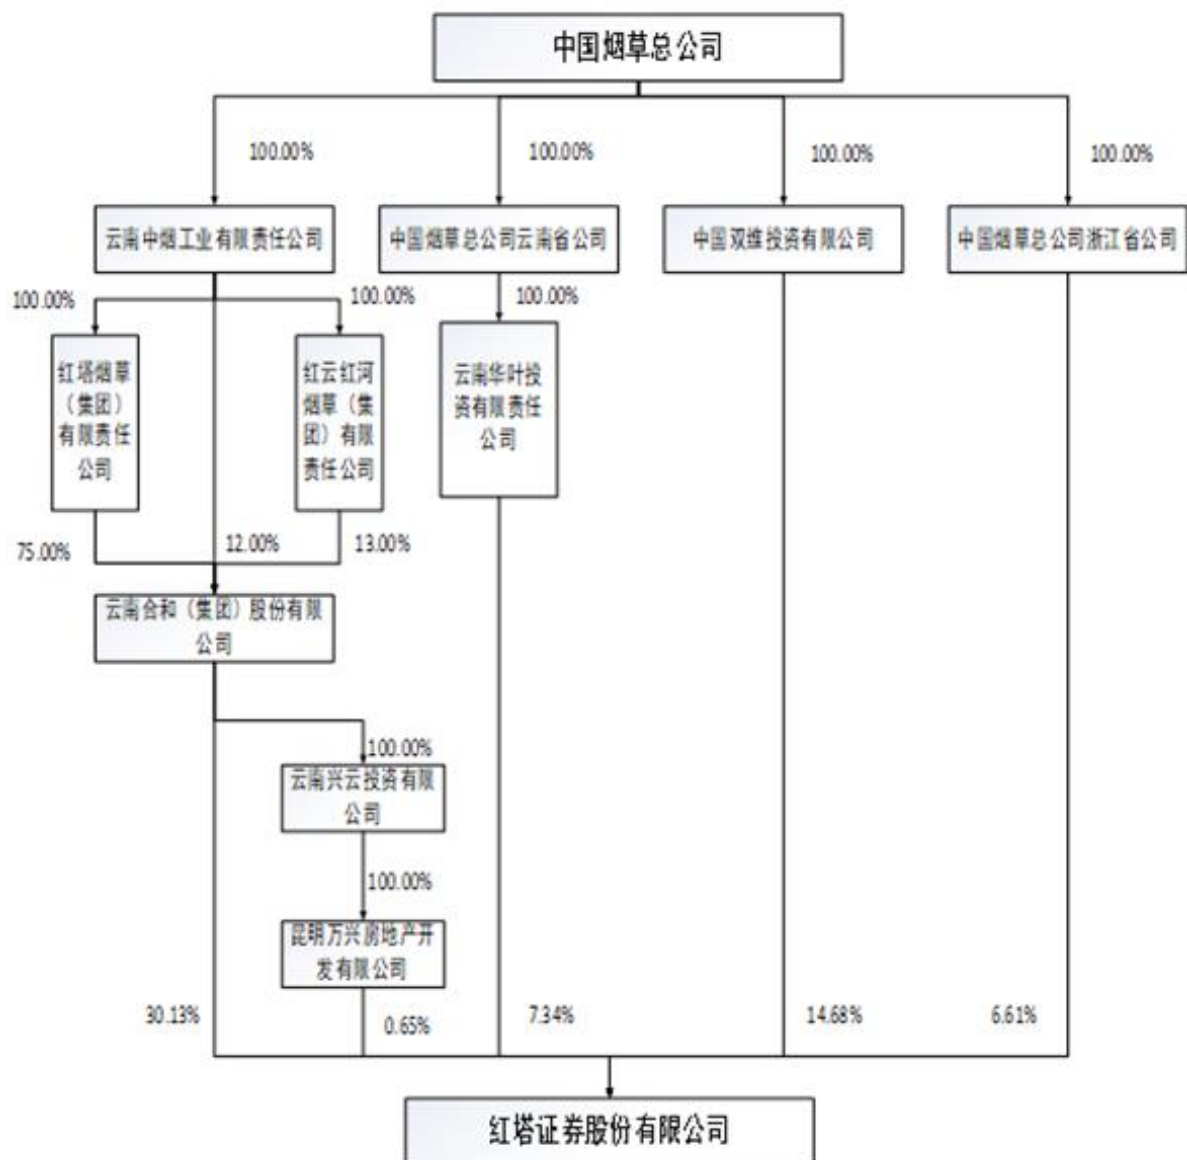 中国烟草总公司
100.00%
100.00%
100.00%
100.00%
云南中烟工业有限责任公司
中国烟草总公司云南省公司
中国双维投资有限公司
中国烟草总公司浙江省公司
100.00%
100.00%
100.00%
红塔烟草
（集团）
有限责任
公司
红云红河
烟草（集
团）有限
责任公司
云南华叶投
资有限责任
公司
75.00%
12.00%
13.00%
云南合和（集团）股份有限
公司
100.00%
云南兴云投资有限
公司
100.00%
昆明万兴房地产开
发有限公司
30.13%
0.65%
7.34%
14.68%
6.61%
红塔证券股份有限公司